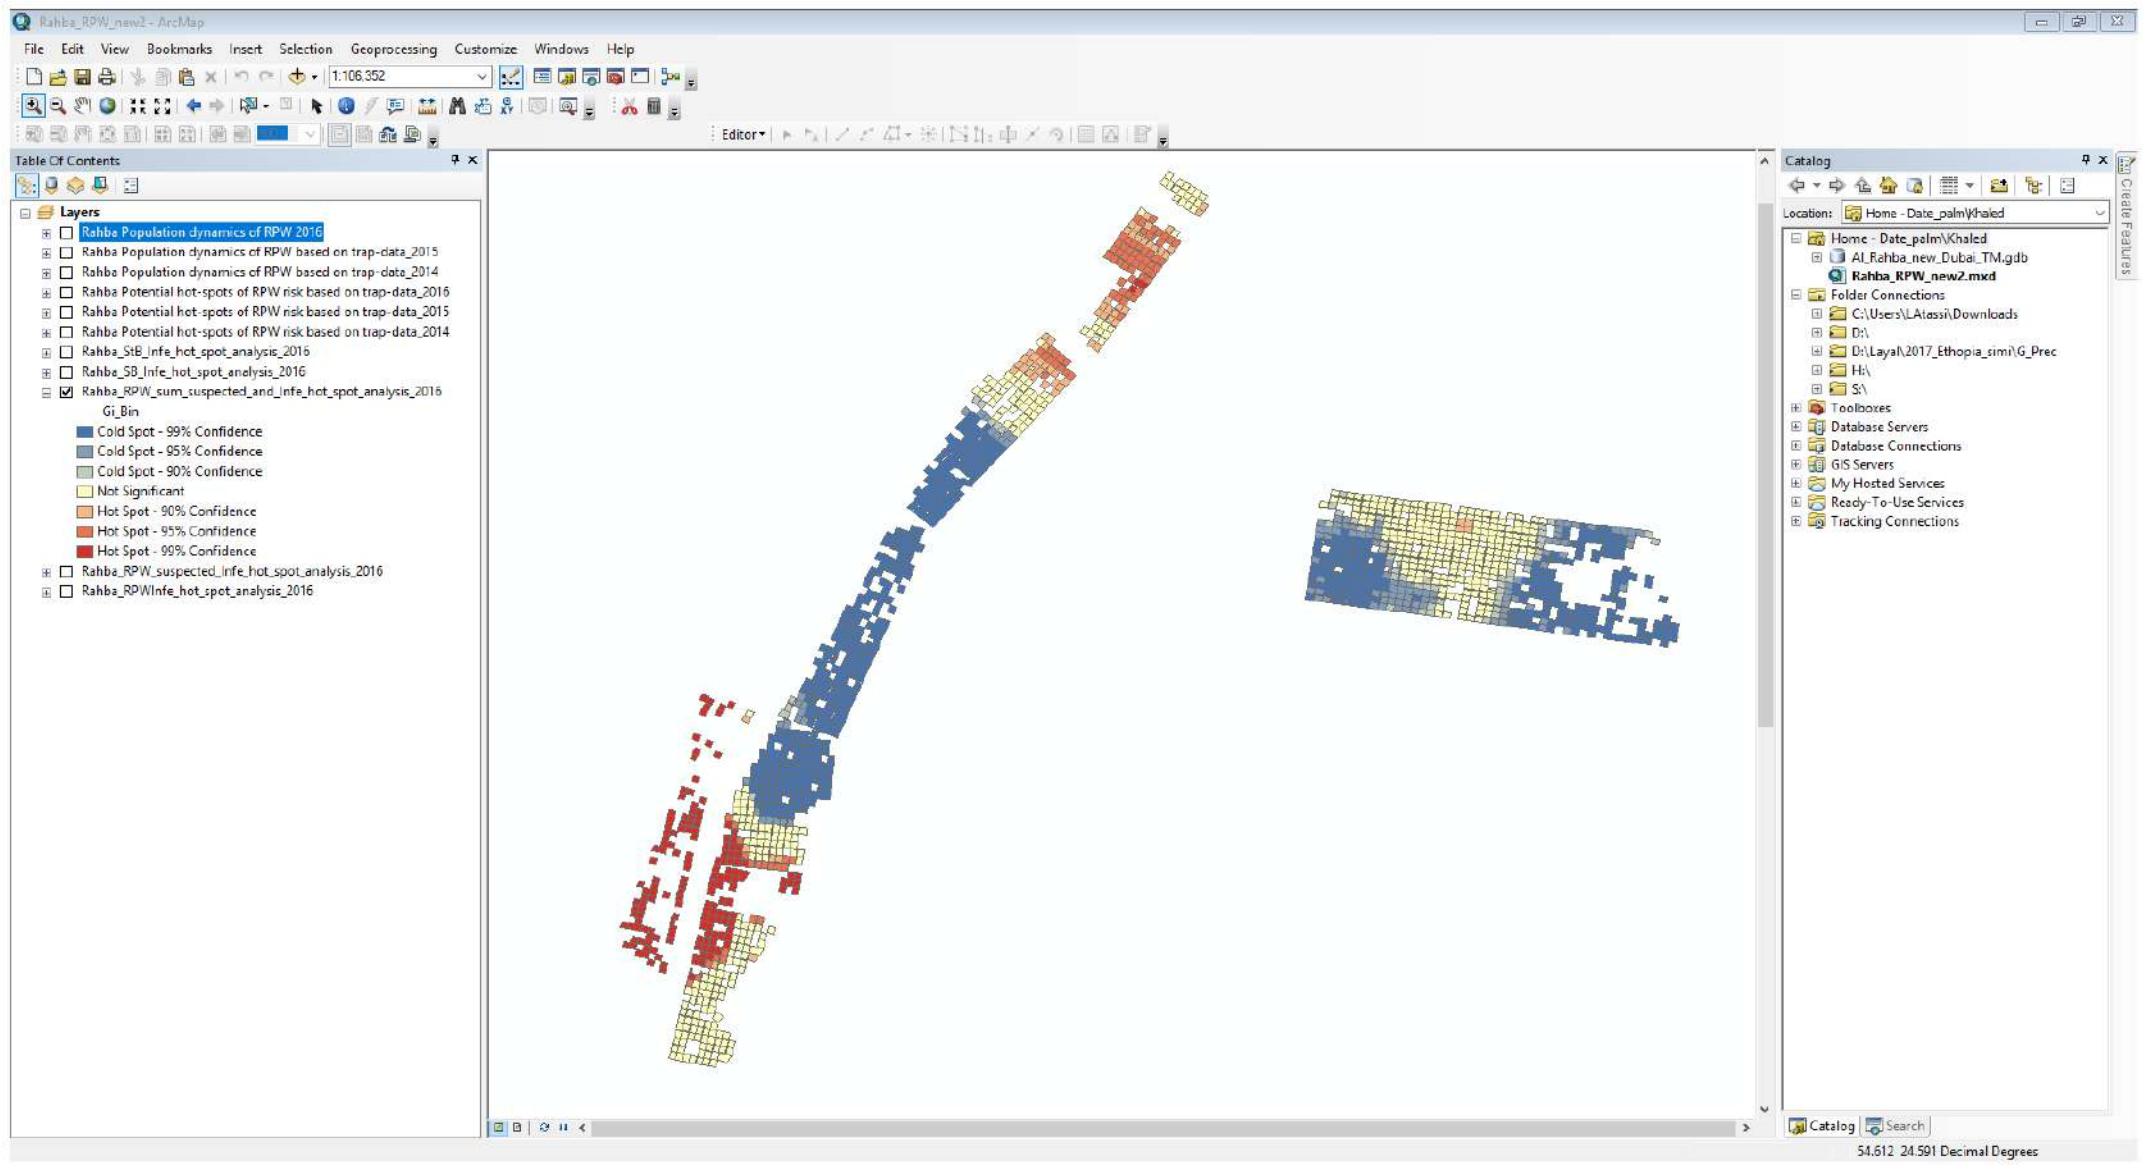 Rahba_RPW_new2 - ArcMap
File Edit View Bookmarks Insert Selection Geoprocessing Customize Windows Help
1:106.352
Editor
Table Of Contents
Layers
Rahba Population dynamics of RPW 2016
Rahba Population dynamics of RPW based on trap-data_2015
Rahba Population dynamics of RPW based on trap-data_2014
Rahba Potential hot-spots of RPW risk based on trap-data_2016
Rahba Potential hot-spots of RPW risk based on trap-data_2015
Rahba Potential hot-spots of RPW risk based on trap-data_2014
Rahba_StB_Infe_hot_spot_analysis_2016
Rahba_SB_Infe_hot_spot_analysis_2016
Rahba_RPW_sum_suspected_and_Infe_hot_spot_analysis_2016
Gi_Bin
Cold Spot - 99% Confidence
Cold Spot - 95% Confidence
Cold Spot - 90% Confidence
Not Significant
Hot Spot - 90% Confidence
Hot Spot - 95% Confidence
Hot Spot - 99% Confidence
Rahba_RPW_suspected_Infe_hot_spot_analysis_2016
Rahba_RPWInfe_hot_spot_analysis_2016
Catalog
Location: Home - Date_palm\Khaled
Home - Date_palm\Khaled
Al_Rahba_new_Dubai_TM.gdb
Rahba_RPW_new2.mxd
Folder Connections
C:\Users\LAtassi\Downloads
D:\
D:\Layal\2017_Ethopia_simi\G_Prec
H:\
S:\
Toolboxes
Database Servers
Database Connections
GIS Servers
My Hosted Services
Ready-To-Use Services
Tracking Connections
Create Features
Catalog Search
54.612 24.591 Decimal Degrees